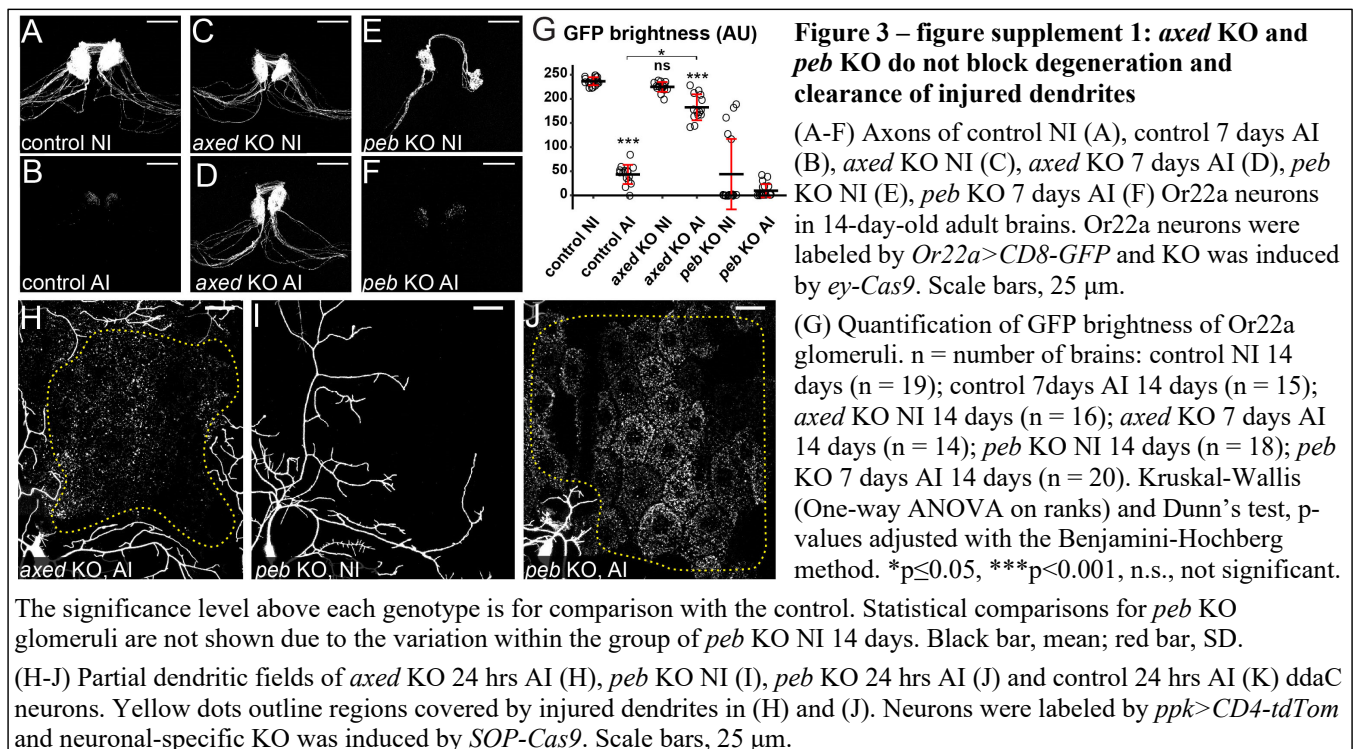 A
control NI
C
axed KO NI
E
peb KO NI
B
control AI
D
axed KO AI
F
peb KO AI
G GFP brightness (AU)
*
ns
***
***
250
200
150
100
50
0
control NI
control AI
axed KO NI
axed KO AI
peb KO NI
peb KO AI
H
axed KO, AI
I
peb KO, NI
J
peb KO, AI
Figure 3 – figure supplement 1: axed KO and
peb KO do not block degeneration and
clearance of injured dendrites
(A-F) Axons of control NI (A), control 7 days AI
(B), axed KO NI (C), axed KO 7 days AI (D), peb
KO NI (E), peb KO 7 days AI (F) Or22a neurons
in 14-day-old adult brains. Or22a neurons were
labeled by Or22a>CD8-GFP and KO was induced
by ey-Cas9. Scale bars, 25 μm.
(G) Quantification of GFP brightness of Or22a
glomeruli. n = number of brains: control NI 14
days (n = 19); control 7days AI 14 days (n = 15);
axed KO NI 14 days (n = 16); axed KO 7 days AI
14 days (n = 14); peb KO NI 14 days (n = 18); peb
KO 7 days AI 14 days (n = 20). Kruskal-Wallis
(One-way ANOVA on ranks) and Dunn’s test, p-
values adjusted with the Benjamini-Hochberg
method. *p≤0.05, ***p<0.001, n.s., not significant.
The significance level above each genotype is for comparison with the control. Statistical comparisons for peb KO
glomeruli are not shown due to the variation within the group of peb KO NI 14 days. Black bar, mean; red bar, SD.
(H-J) Partial dendritic fields of axed KO 24 hrs AI (H), peb KO NI (I), peb KO 24 hrs AI (J) and control 24 hrs AI (K) ddaC
neurons. Yellow dots outline regions covered by injured dendrites in (H) and (J). Neurons were labeled by ppk>CD4-tdTom
and neuronal-specific KO was induced by SOP-Cas9. Scale bars, 25 μm.